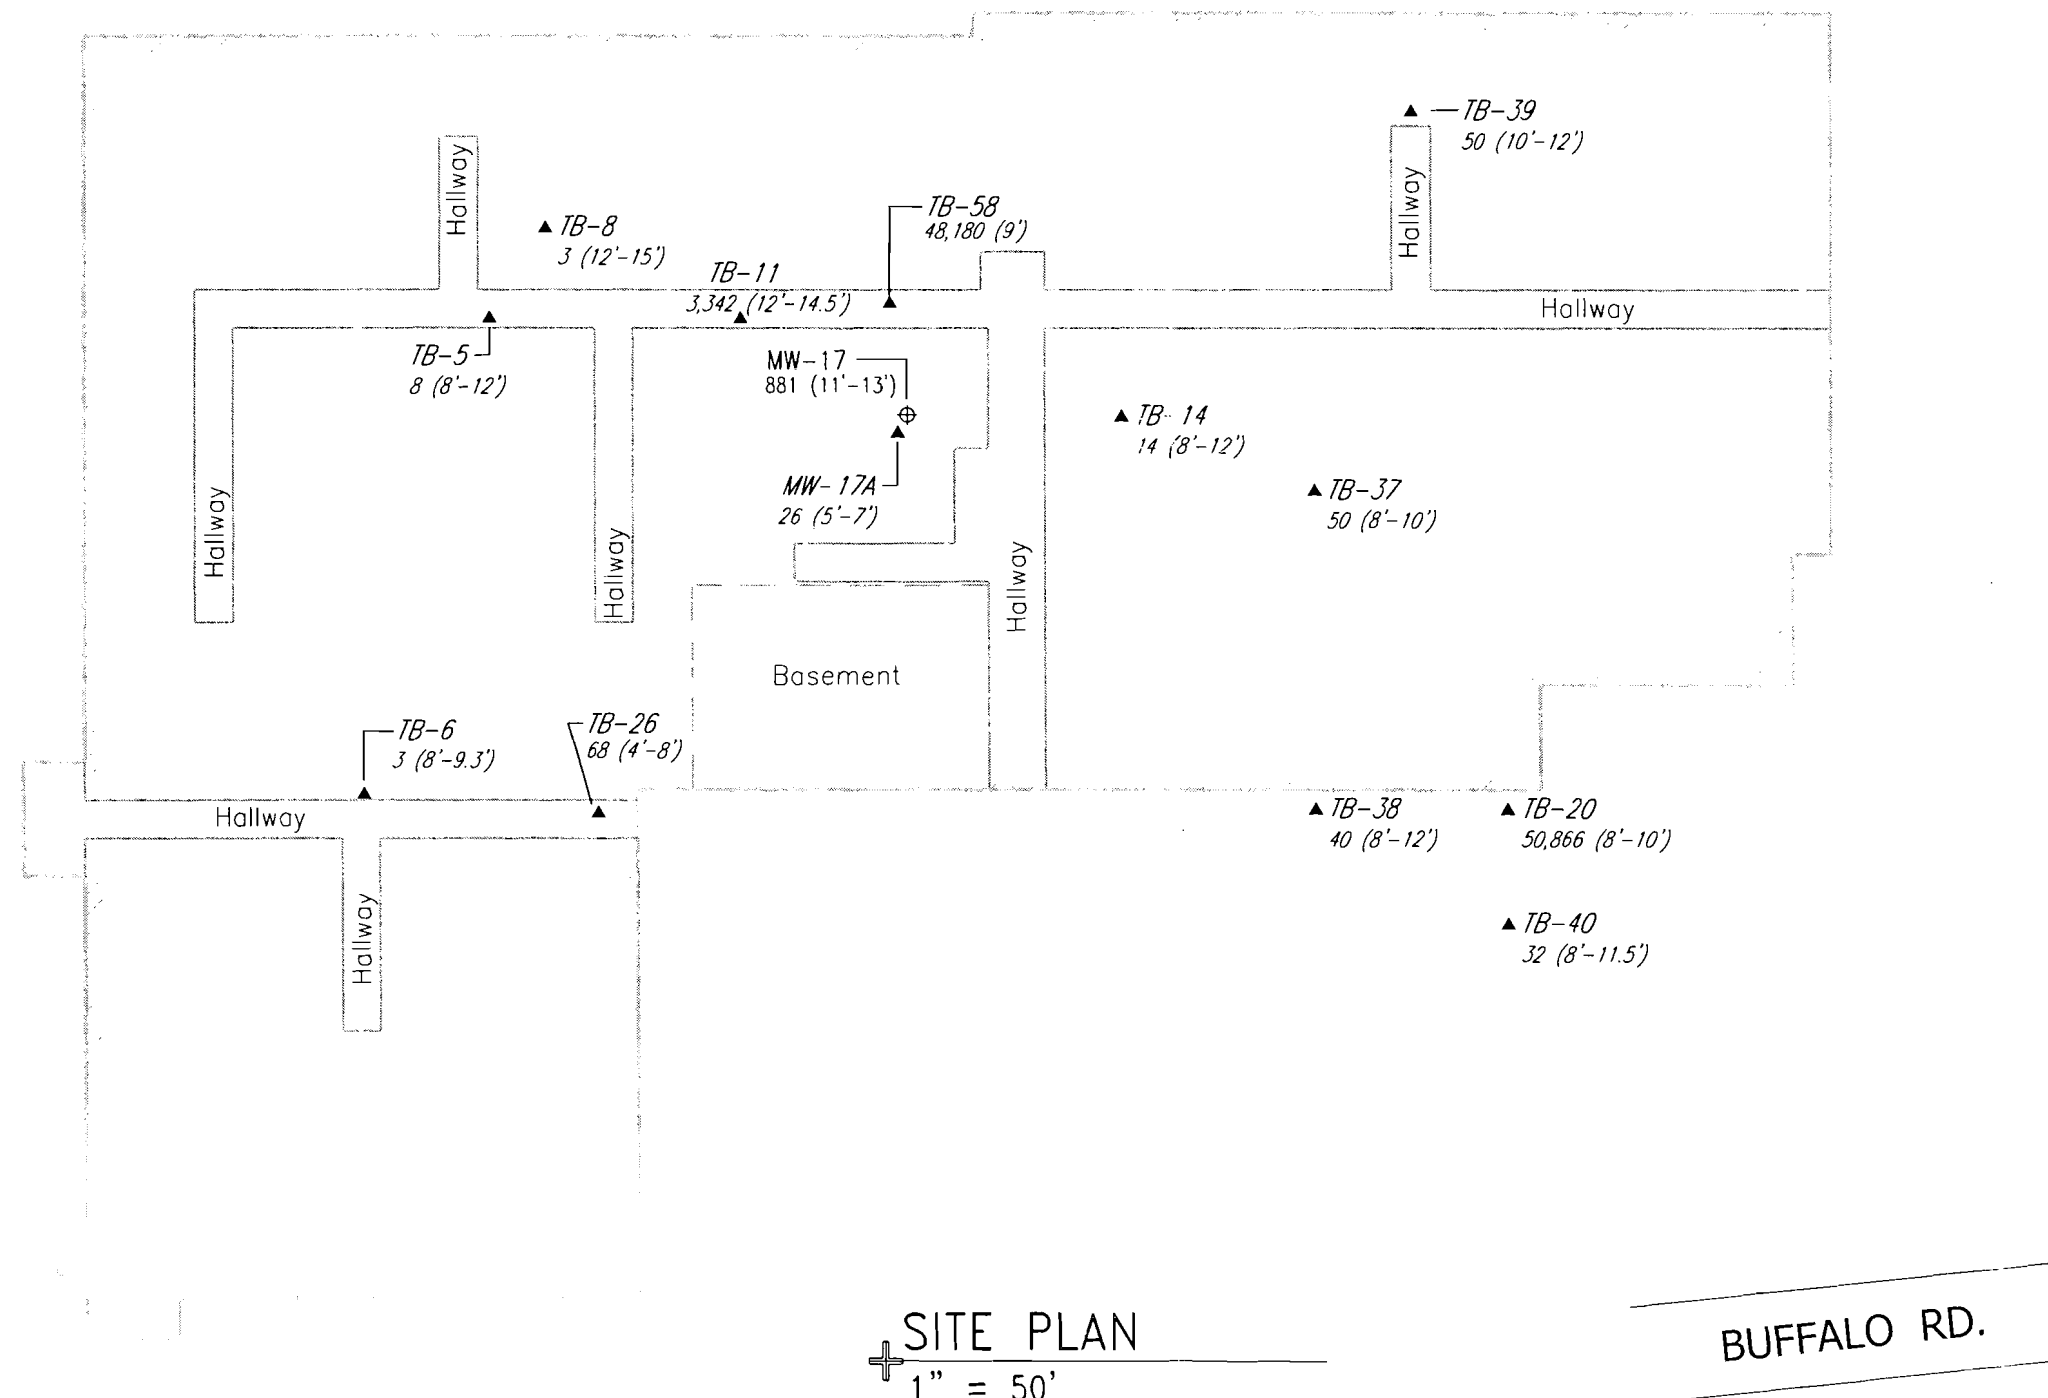 TB-39
50 (10'-12')
Hallway
Hallway
TB-58
48,180 (9')
TB-8
3 (12'-15')
TB-11
3,342 (12'-14.5')
Hallway
TB-5
8 (8'-12')
MW-17
881 (11'-13')
TB-14
14 (8'-12')
MW-17A
26 (5'-7')
TB-37
50 (8'-10')
Hallway
Hallway
Hallway
Basement
TB-6
3 (8'-9.3')
TB-26
68 (4'-8')
Hallway
TB-38
40 (8'-12')
TB-20
50,866 (8'-10')
Hallway
TB-40
32 (8'-11.5')
SITE PLAN
1" = 50'
BUFFALO RD.